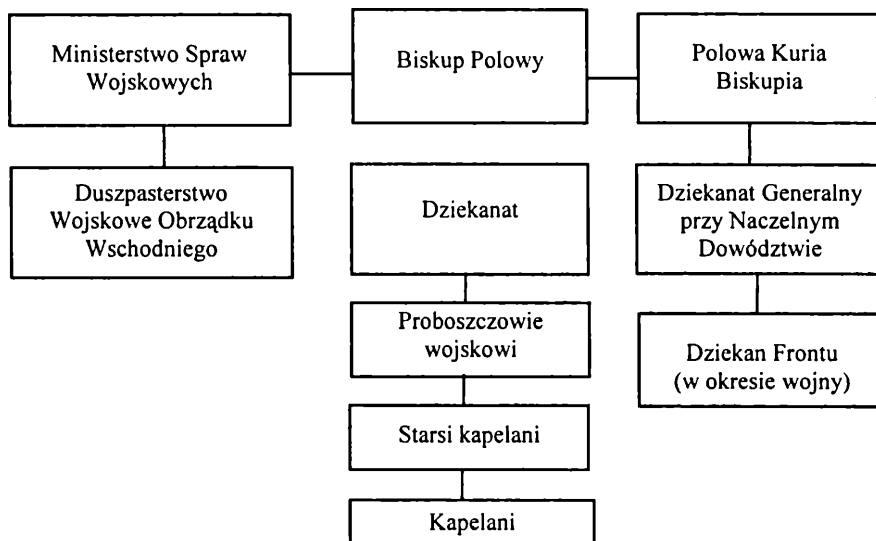 Ministerstwo Spraw
Wojskowych
Biskup Polowy
Polowa Kuria
Biskupia
Duszpasterstwo
Wojskowe Obrządku
Wschodniego
Dziekanat
Dziekanat Generalny
przy Naczelnym
Dowództwie
Proboszczowie
wojskowi
Dziekan Frontu
(w okresie wojny)
Starsi kapelani
Kapelani